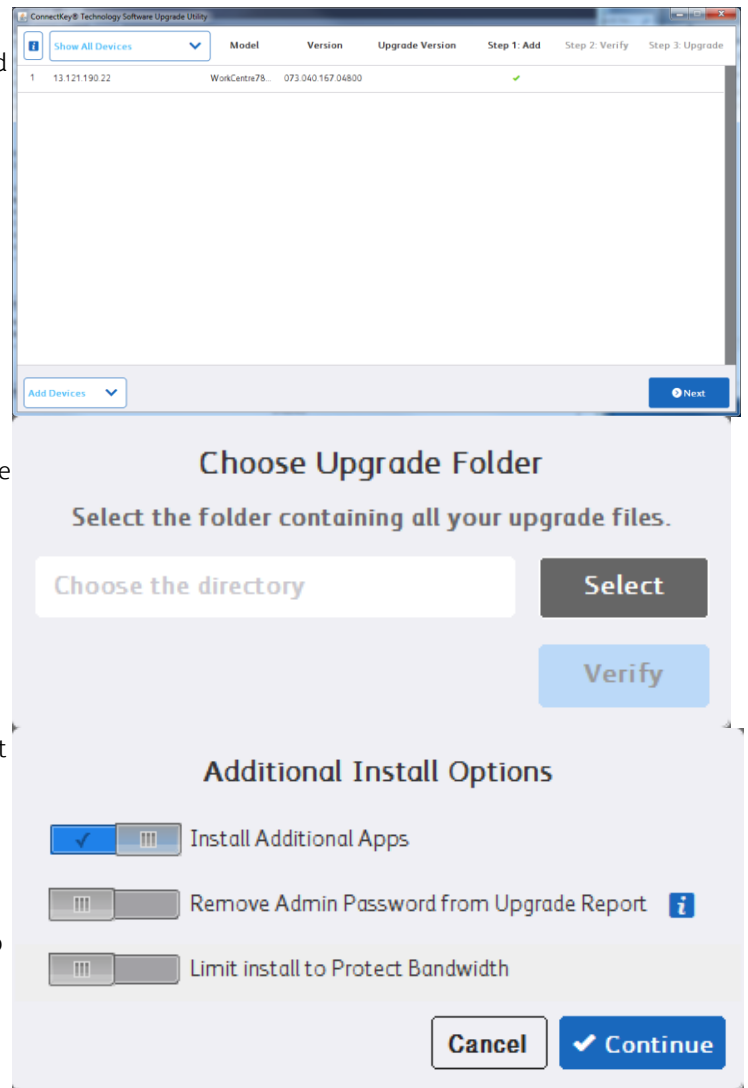 ConnectKey® Technology Software Upgrade Utility
i Show All Devices Model Version Upgrade Version Step 1: Add Step 2: Verify Step 3: Upgrade
1 13.121.190.22 WorkCentre78... 073.040.167.04800
Add Devices Next
Choose Upgrade Folder
Select the folder containing all your upgrade files.
Choose the directory Select
Verify
Additional Install Options
Install Additional Apps
Remove Admin Password from Upgrade Report i
Limit install to Protect Bandwidth
Cancel Continue